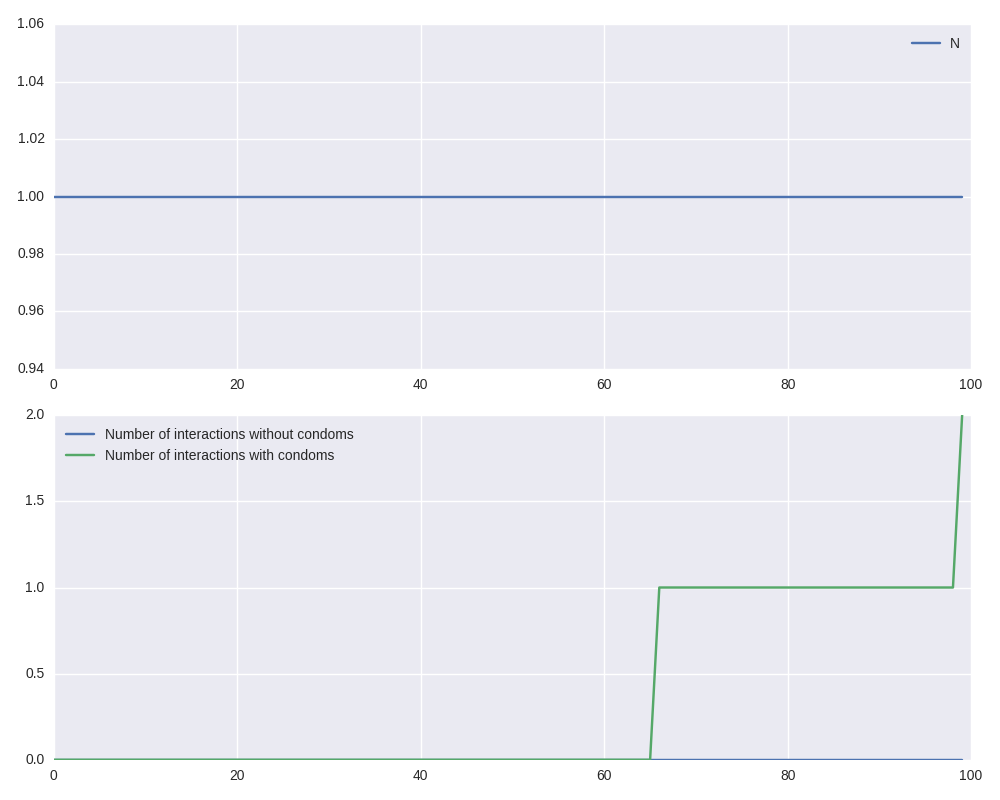 1.06
N
1.04
1.02
1.00
0.98
0.96
0.94
0 20 40 60 80 100
2.0
Number of interactions without condoms
Number of interactions with condoms
1.5
1.0
0.5
0.0
0 20 40 60 80 100